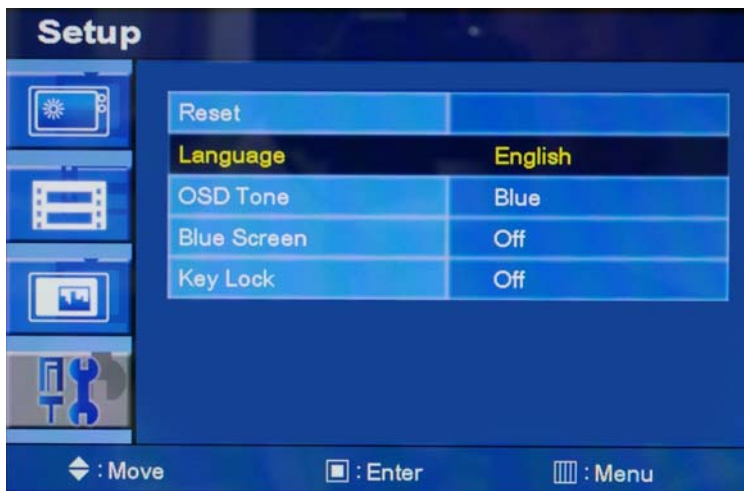 Setup
Reset
Language English
OSD Tone Blue
Blue Screen Off
Key Lock Off
: Move : Enter : Menu